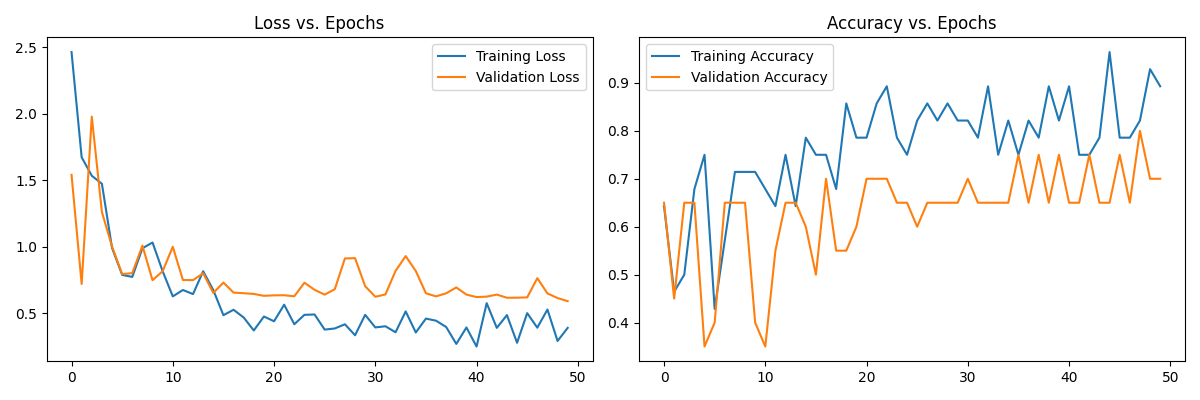 Loss vs. Epochs
Training Loss
Validation Loss
2.5
2.0
1.5
1.0
0.5
0 10 20 30 40 50
Accuracy vs. Epochs
Training Accuracy
Validation Accuracy
0.9
0.8
0.7
0.6
0.5
0.4
0 10 20 30 40 50